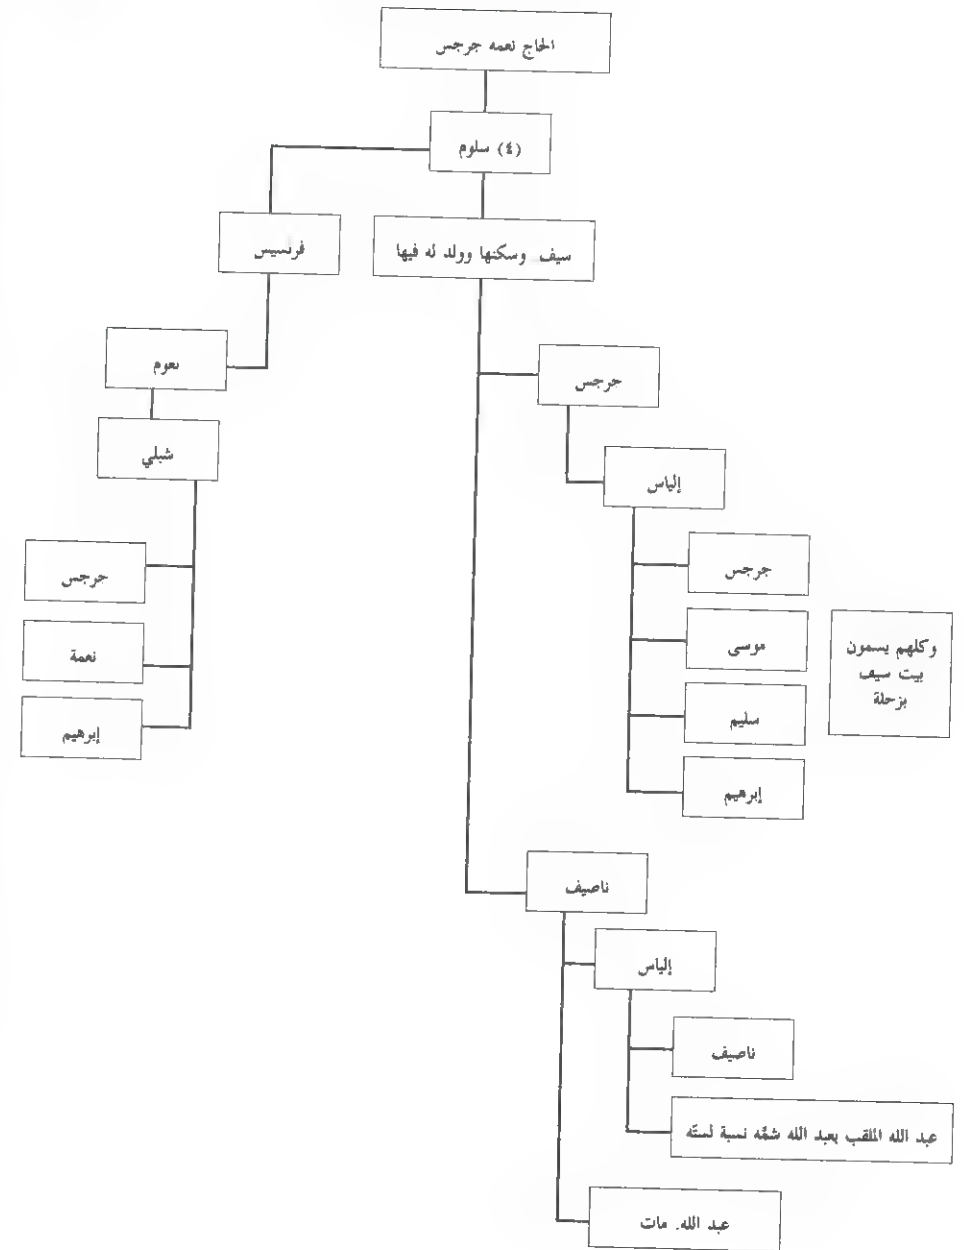 الحاج نعمه جرجس
(٤) سلوم
سيف وسكنها وولد له فيها
فرنسيس
جرجس
إلياس
جرجس
موسى
سليم
إبرهيم
وكلهم يسمون
بيت سيف
بزحلة
ناصيف
إلياس
ناصيف
عبد الله الملقب بعبد الله شمَّه نسبة لستّه
عبد الله. مات
نعوم
شبلي
جرجس
نعمة
إبرهيم